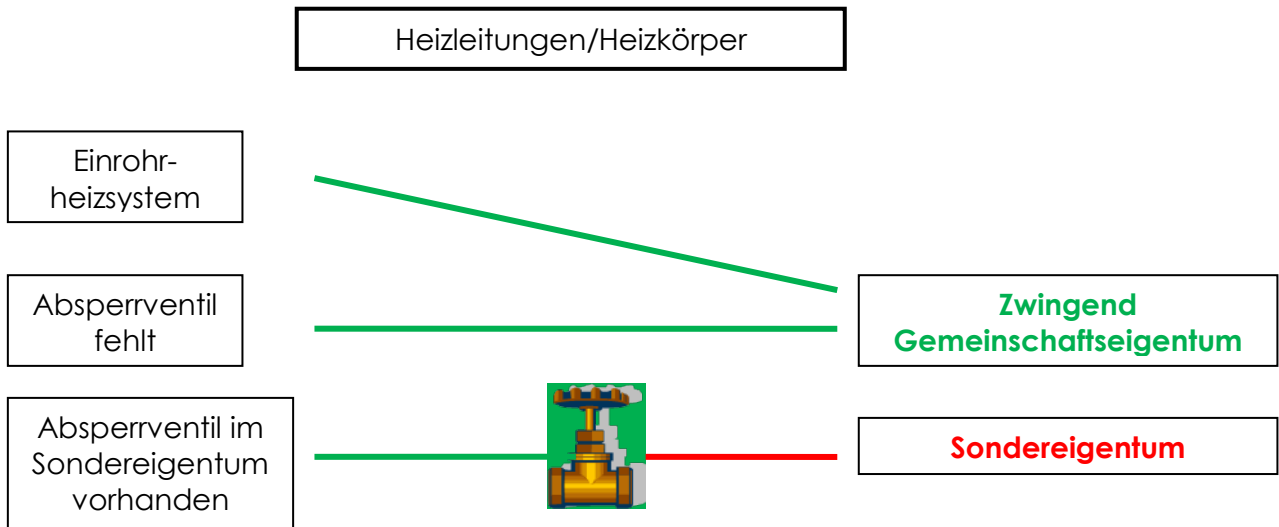 Heizleitungen/Heizkörper
Einrohr-
heizsystem
Absperrventil
fehlt
Zwingend
Gemeinschaftseigentum
Absperrventil im
Sondereigentum
vorhanden
Sondereigentum